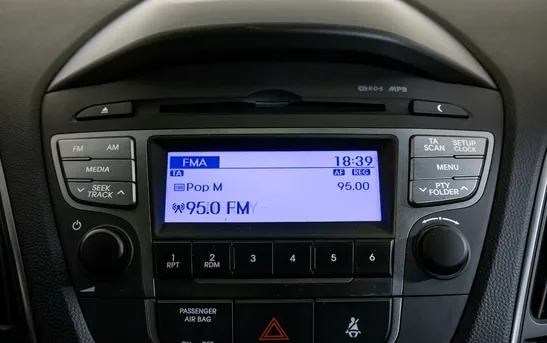 R·D·S MP3
FM AM
MEDIA
SEEK
TRACK
FMA 18:39
TA AF REG
Pop M 95.00
95.0 FM
TA
SCAN
SETUP
CLOCK
MENU
PTY
FOLDER
1 2 3 4 5 6
RPT RDM
PASSENGER
AIR BAG